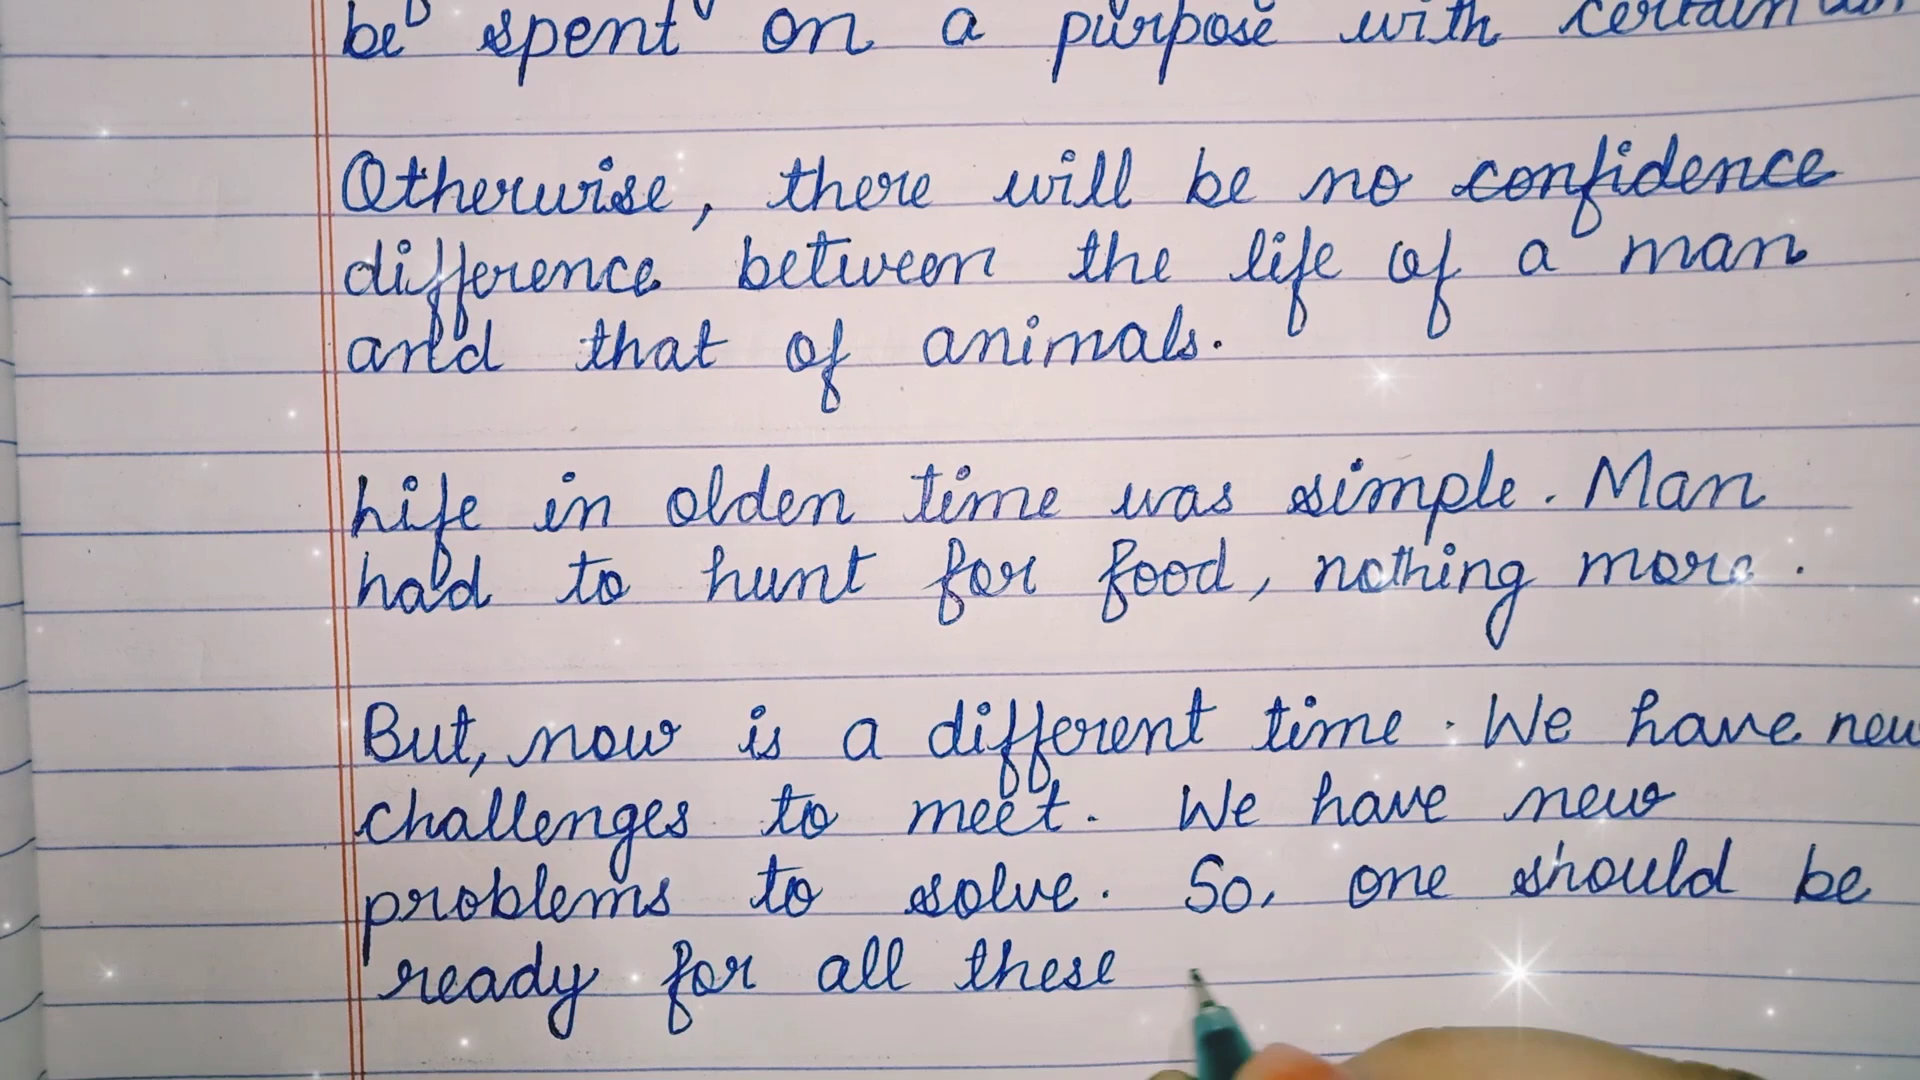 be spent on a purpose with certain
Otherwise, there will be no confidence
difference between the life of a man
and that of animals.
Life in olden time was simple. Man
had to hunt for food, nothing more.
But, now is a different time. We have new
challenges to meet. We have new
problems to solve. So, one should be
ready for all these